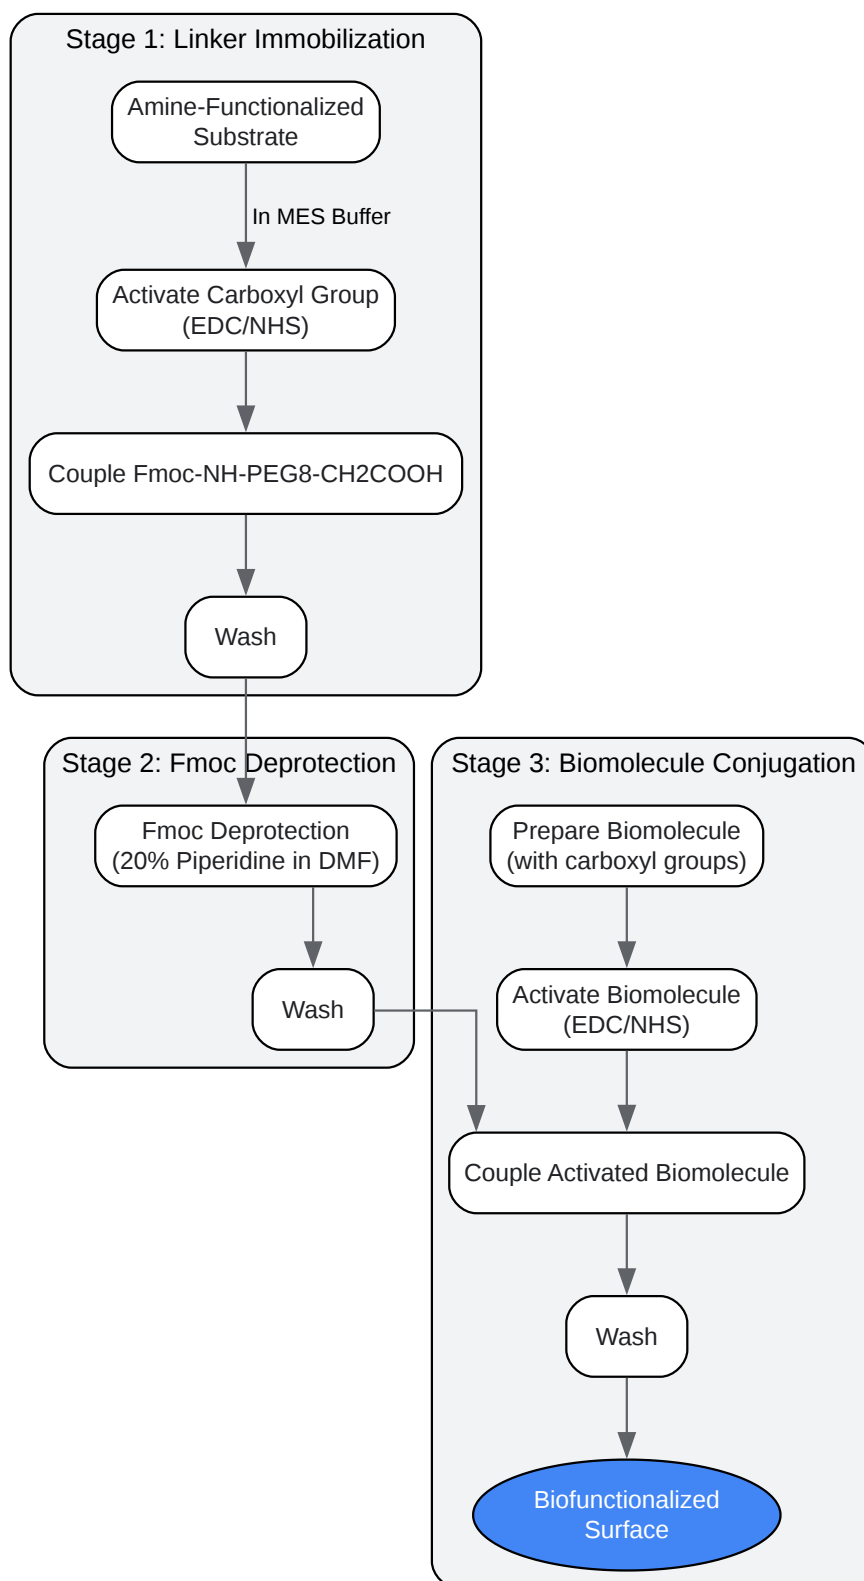 Stage 1: Linker Immobilization
Amine-Functionalized
Substrate
In MES Buffer
Activate Carboxyl Group
(EDC/NHS)
Couple Fmoc-NH-PEG8-CH2COOH
Wash
Stage 2: Fmoc Deprotection
Fmoc Deprotection
(20% Piperidine in DMF)
Wash
Stage 3: Biomolecule Conjugation
Prepare Biomolecule
(with carboxyl groups)
Activate Biomolecule
(EDC/NHS)
Couple Activated Biomolecule
Wash
Biofunctionalized
Surface